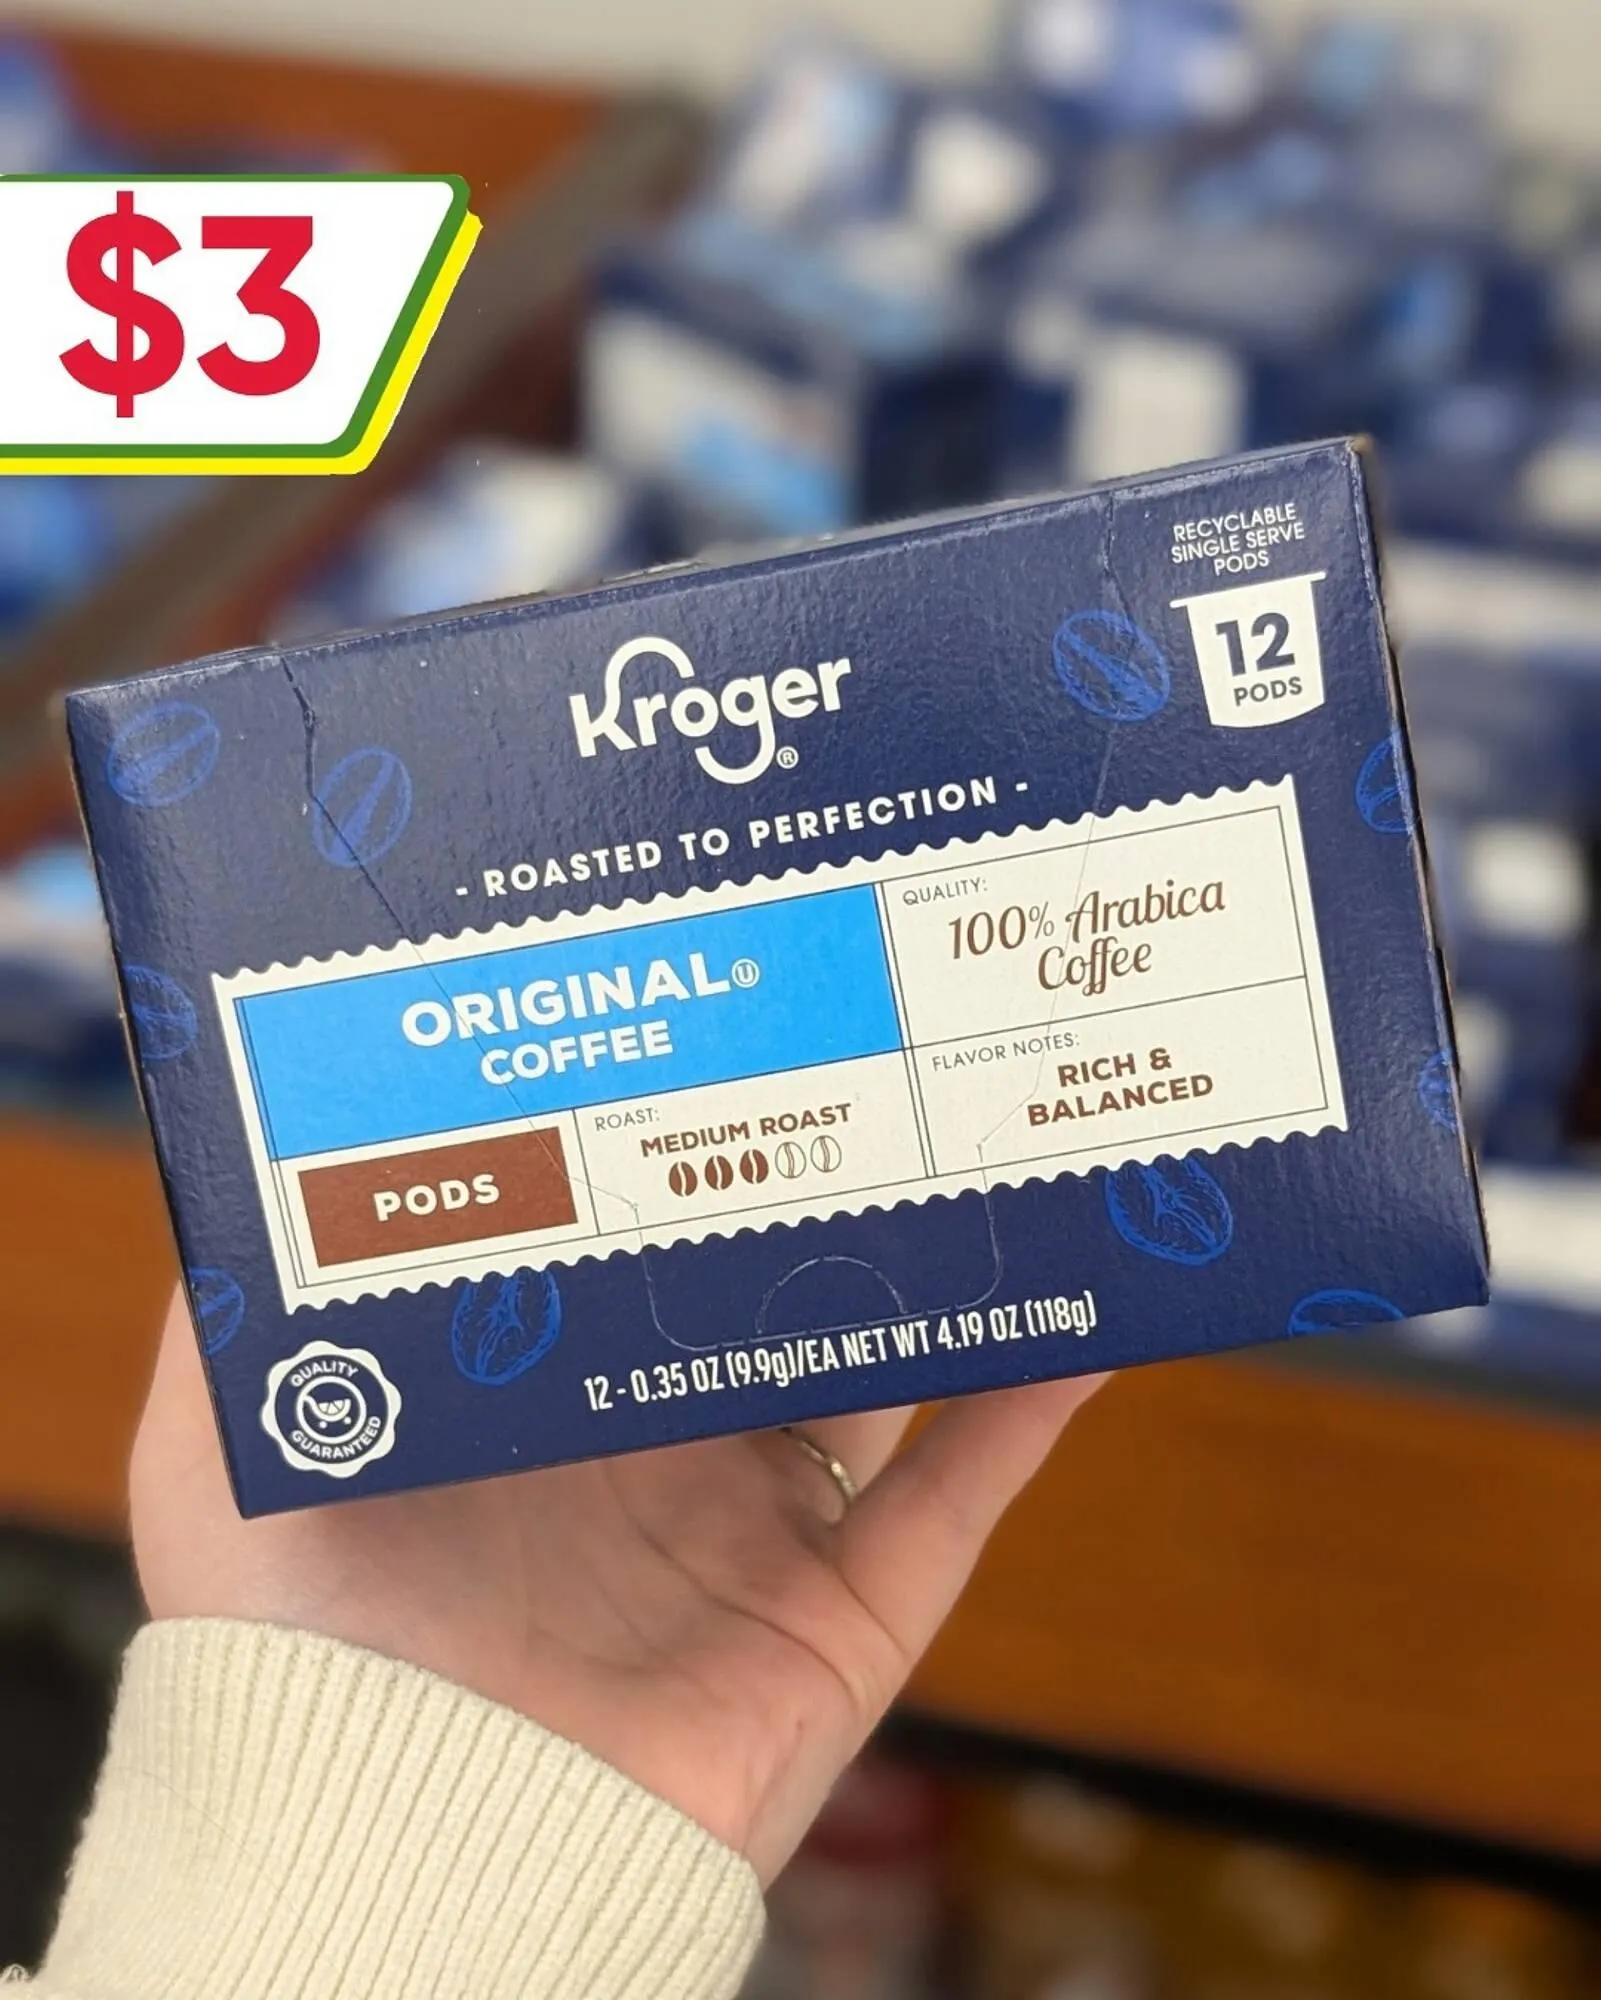 $3
RECYCLABLE
SINGLE SERVE
PODS
12
PODS
Kroger®
- ROASTED TO PERFECTION -
ORIGINALⓊ
COFFEE
PODS
ROAST:
MEDIUM ROAST
QUALITY:
100% Arabica
Coffee
FLAVOR NOTES:
RICH &
BALANCED
12 - 0.35 OZ (9.9g)/EA NET WT 4.19 OZ (118g)
QUALITY
GUARANTEED